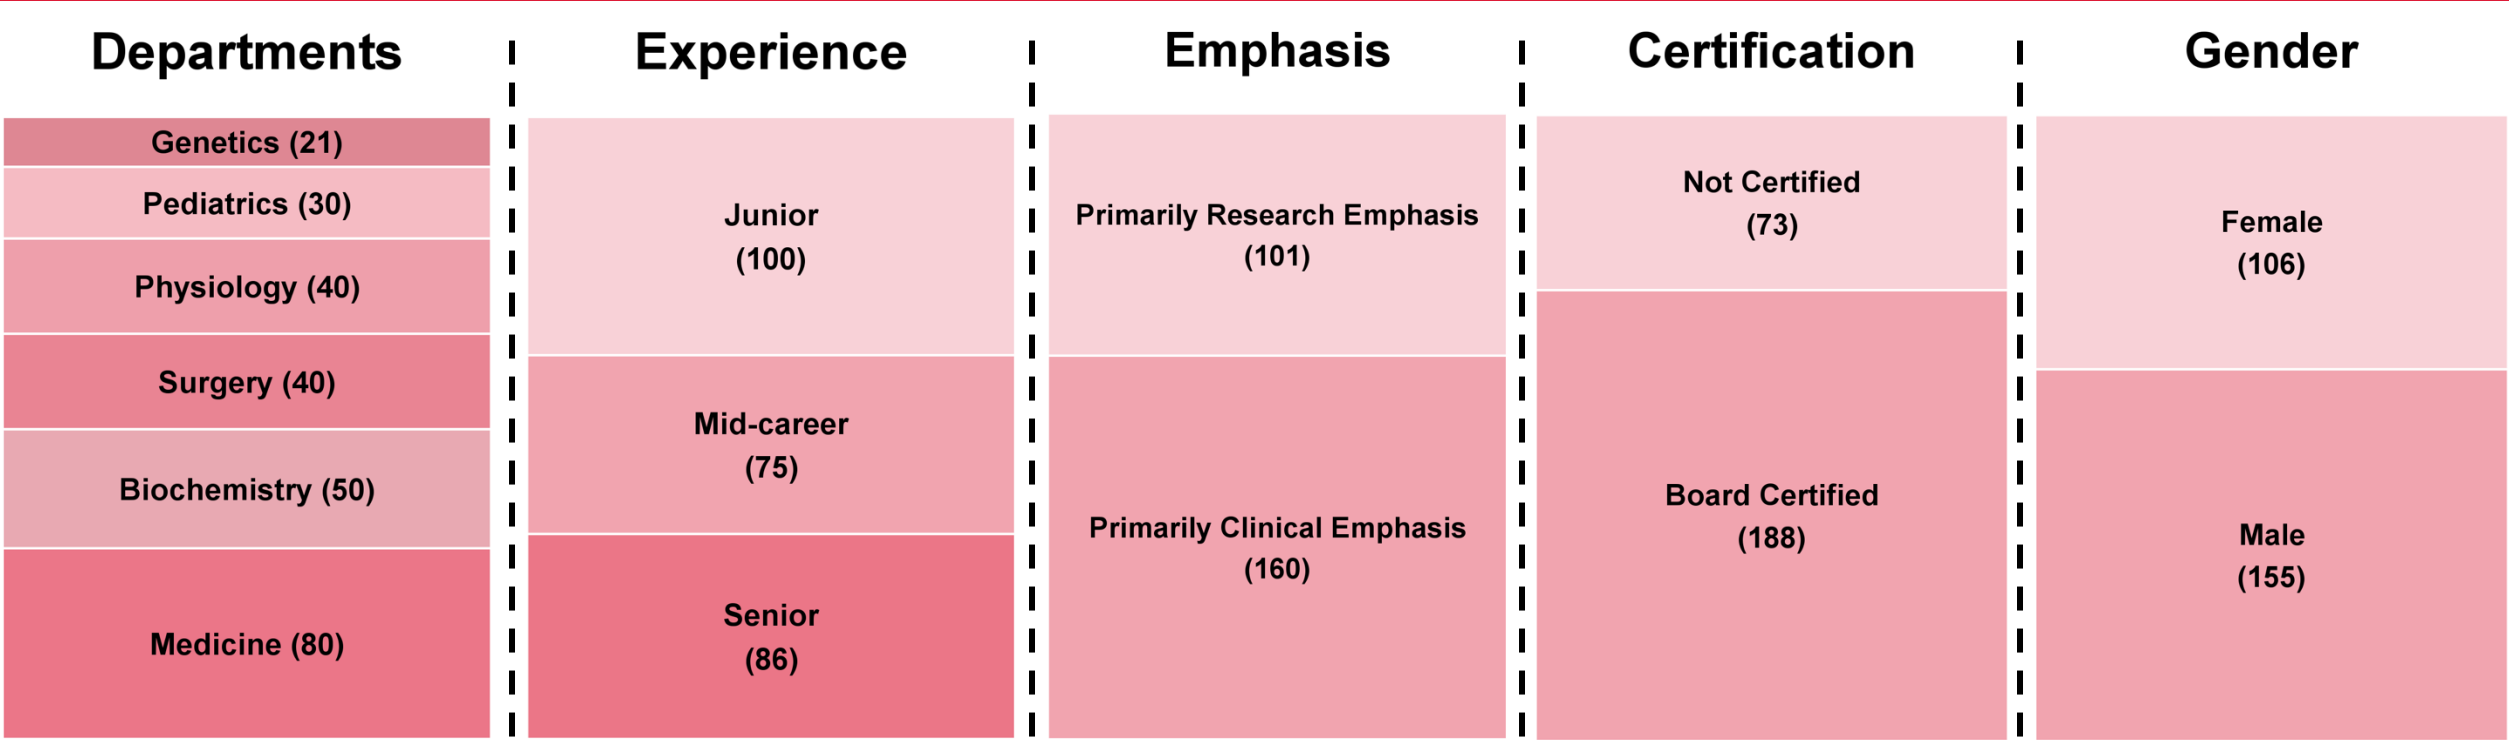 Departments
Genetics (21)
Pediatrics (30)
Physiology (40)
Surgery (40)
Biochemistry (50)
Medicine (80)
Experience
Junior
(100)
Mid-career
(75)
Senior
(86)
Emphasis
Primarily Research Emphasis
(101)
Primarily Clinical Emphasis
(160)
Certification
Not Certified
(73)
Board Certified
(188)
Gender
Female
(106)
Male
(155)